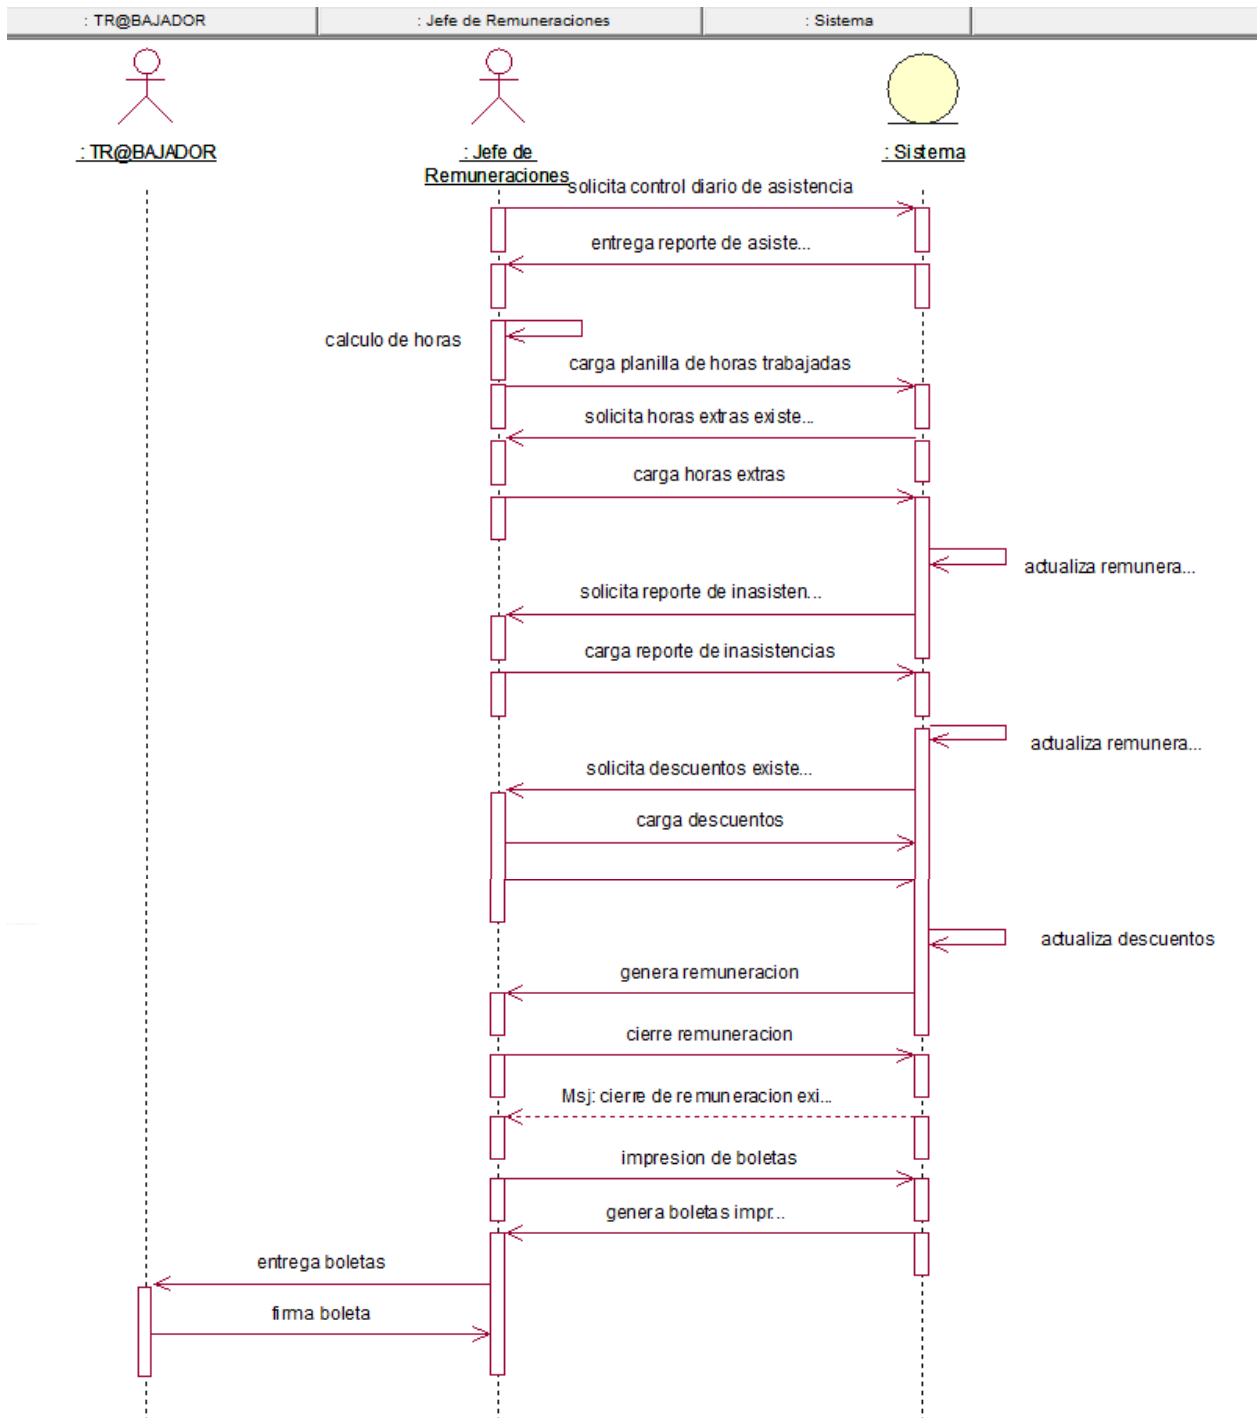 : TR@BAJADOR
: Jefe de Remuneraciones
: Sistema
: TR@BAJADOR
: Jefe de
Remuneraciones
: Sistema
solicita control diario de asistencia
entrega reporte de asiste...
calculo de horas
carga planilla de horas trabajadas
solicita horas extras existe...
carga horas extras
actualiza remunera...
solicita reporte de inasisten...
carga reporte de inasistencias
actualiza remunera...
solicita descuentos existe...
carga descuentos
actualiza descuentos
genera remuneracion
cierre remuneracion
Msj: cierre de remuneracion exi...
impresion de boletas
genera boletas impr...
entrega boletas
firma boleta